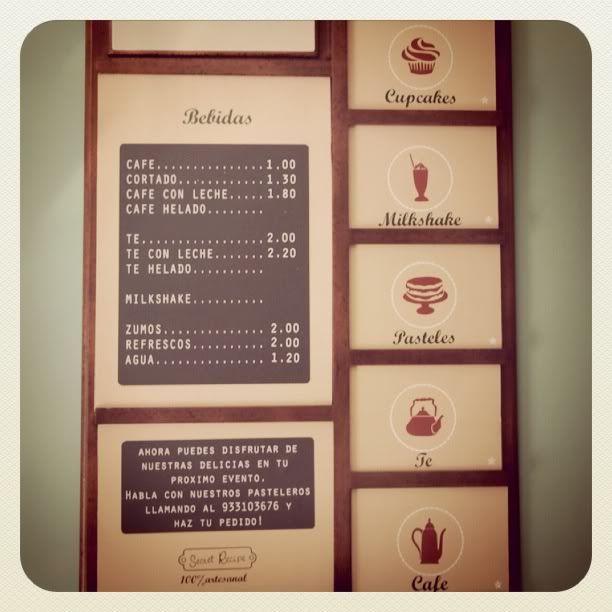 Bebidas
CAFE...............1.00
CORTADO............1.30
CAFE CON LECHE.....1.80
CAFE HELADO........
TE.................2.00
TE CON LECHE.......2.20
TE HELADO..........
MILKSHAKE..........
ZUMOS...............2.00
REFRESCOS..........2.00
AGUA...............1.20
AHORA PUEDES DISFRUTAR DE
NUESTRAS DELICIAS EN TU
PROXIMO EVENTO.
HABLA CON NUESTROS PASTELEROS
LLAMANDO AL 933103676 Y
HAZ TU PEDIDO!
Secret Recipe
100% artesanal
Cupcakes
Milkshake
Pasteles
Te
Cafe